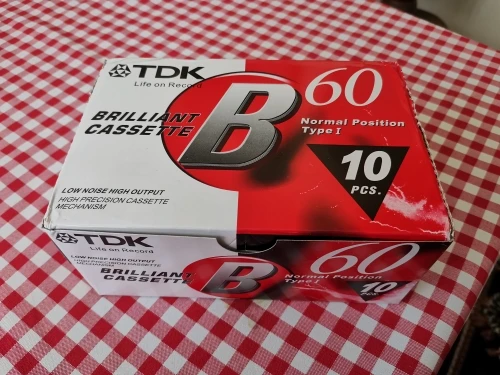 TDK
Life on Record
BRILLIANT
CASSETTE
B
60
Normal Position
Type I
10
PCS.
LOW NOISE HIGH OUTPUT
HIGH PRECISION CASSETTE
MECHANISM
TDK
Life on Record
LOW NOISE HIGH OUTPUT
HIGH PRECISION CASSETTE
MECHANISM
BRILLIANT
CASSETTE
B
60
Normal Position
Type I
10
PCS.